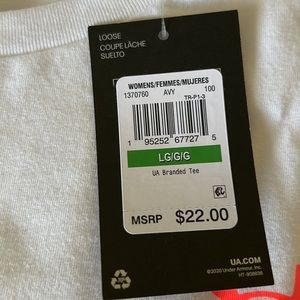 LOOSE
COUPE LÂCHE
SUELTO
WOMENS/FEMMES/MUJERES
1370760 AVY 100
TR-P1-3
1 95252 67727 5
LG/G/G
UA Branded Tee
MSRP $22.00
UA.COM
©2020 Under Armour, Inc.
HT-908636